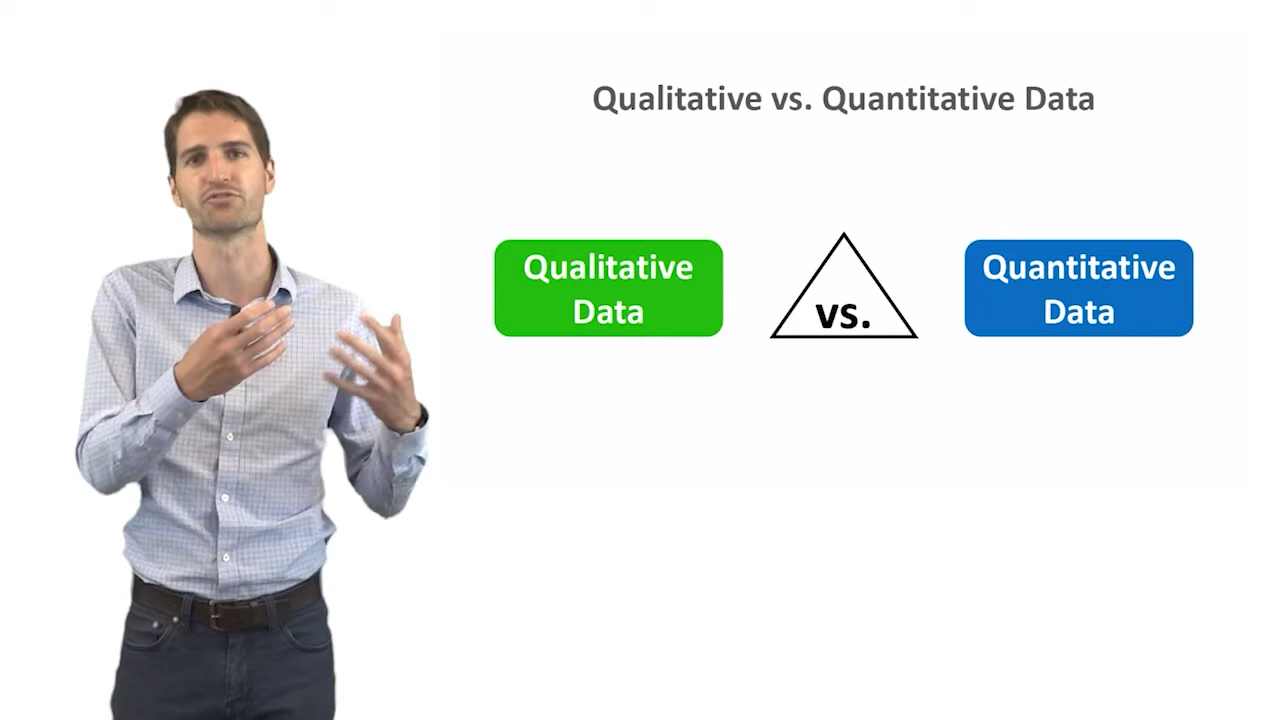 Qualitative vs. Quantitative Data
Qualitative
Data
vs.
Quantitative
Data